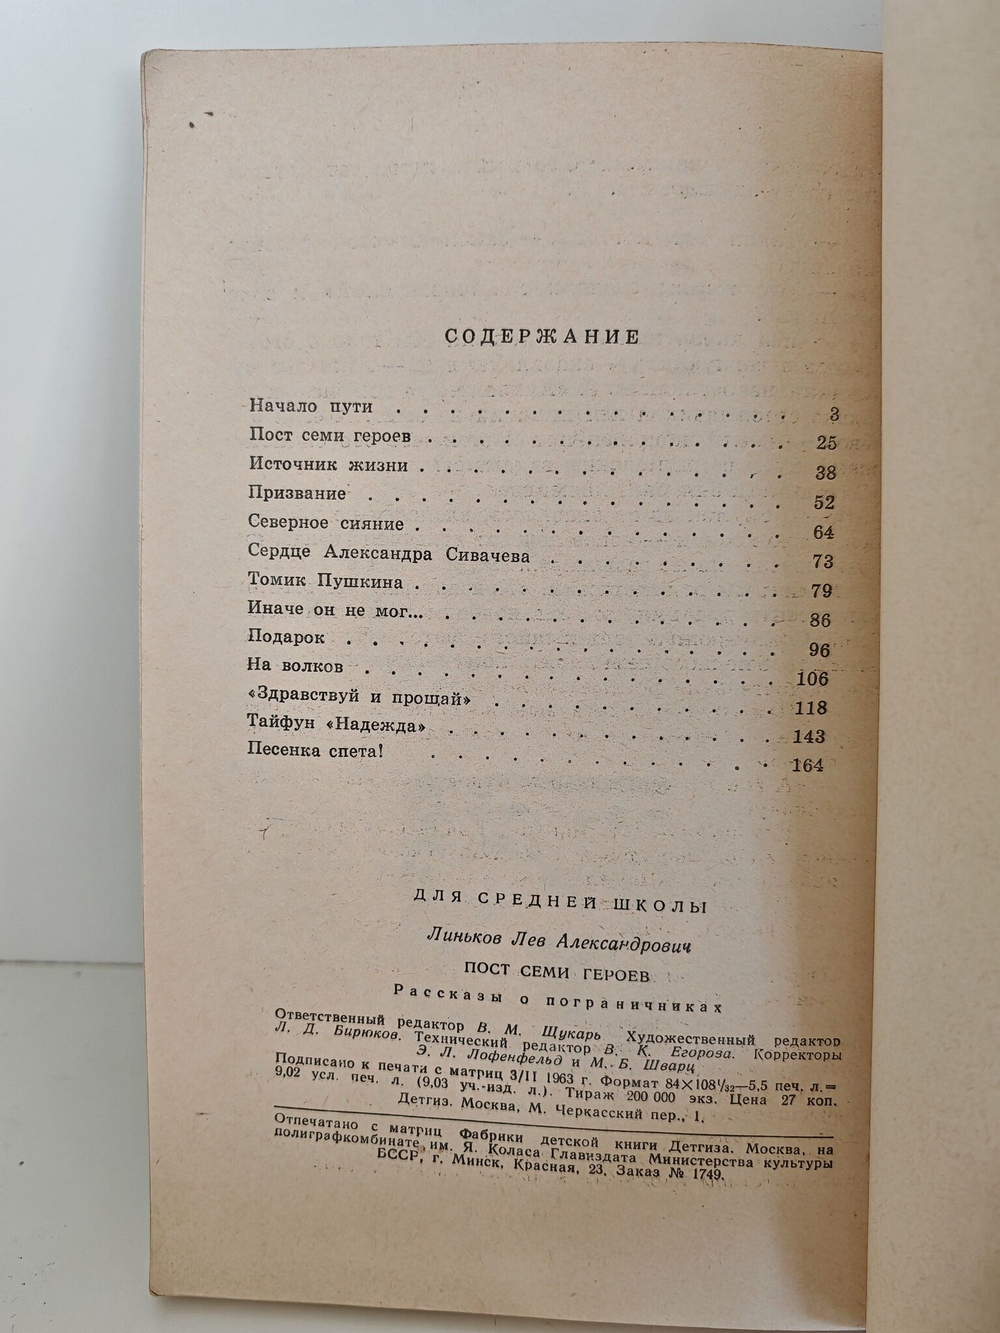 СОДЕРЖАНИЕ
Начало пути . . . . . . . . . . . . . . . 3
Пост семи героев . . . . . . . . . . . . . . 25
Источник жизни . . . . . . . . . . . . . . 38
Призвание . . . . . . . . . . . . . . . . 52
Северное сияние . . . . . . . . . . . . . . 64
Сердце Александра Сивачева . . . . . . . . . 73
Томик Пушкина . . . . . . . . . . . . . . 79
Иначе он не мог... . . . . . . . . . . . . . 86
Подарок . . . . . . . . . . . . . . . . . 96
На волков . . . . . . . . . . . . . . . . 106
«Здравствуй и прощай» . . . . . . . . . . . 118
Тайфун «Надежда» . . . . . . . . . . . . . 143
Песенка спета! . . . . . . . . . . . . . 164
ДЛЯ СРЕДНЕЙ ШКОЛЫ
Линьков Лев Александрович
ПОСТ СЕМИ ГЕРОЕВ
Рассказы о пограничниках
Ответственный редактор В. М. Щукарь Художественный редактор
Л. Д. Бирюков. Технический редактор В. К. Егорова. Корректоры
Э. Л. Лофенфельд и М. Б. Шварц
Подписано к печати с матриц 3/II 1963 г. Формат 84×108¹/₃₂—5,5 печ. л.=
9,02 усл. печ. л. (9,03 уч.-изд. л.). Тираж 200 000 экз. Цена 27 коп.
Детгиз. Москва, М. Черкасский пер., 1.
Отпечатано с матриц Фабрики детской книги Детгиза. Москва, на
полиграфкомбинате им. Я. Коласа Главиздата Министерства культуры
БССР, г. Минск, Красная, 23. Заказ № 1749.